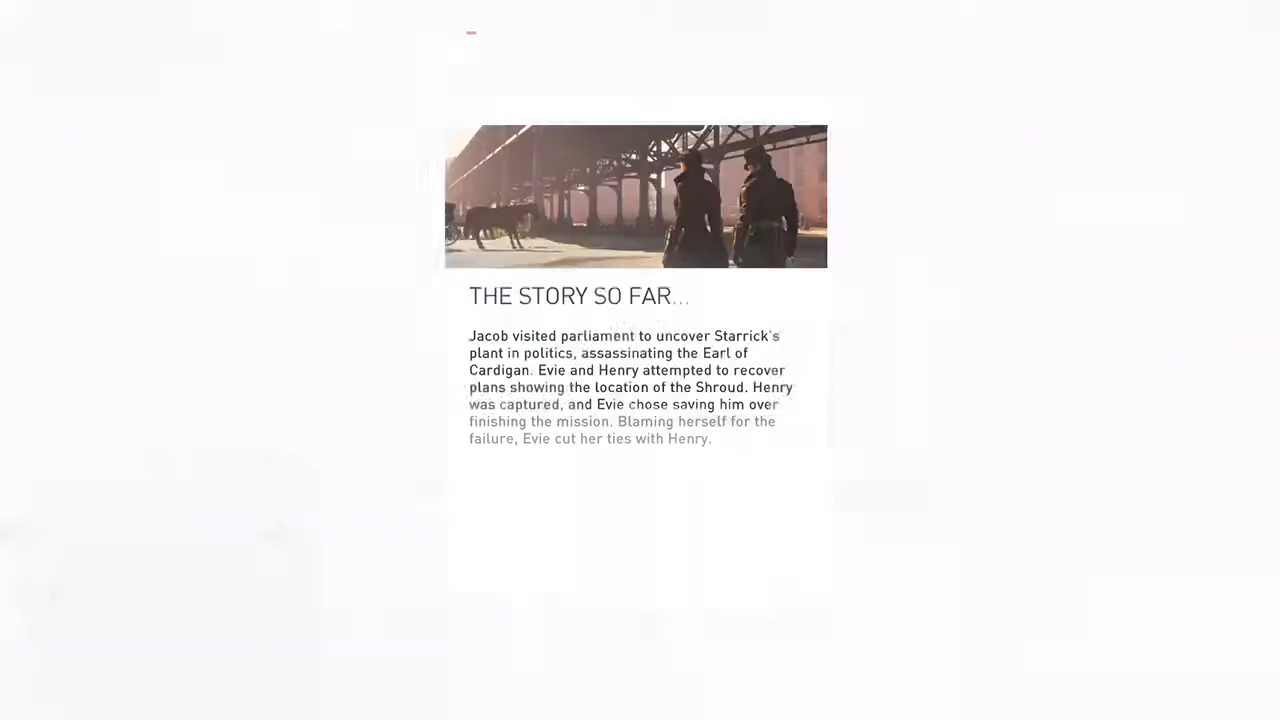 THE STORY SO FAR...
Jacob visited parliament to uncover Starrick's
plant in politics, assassinating the Earl of
Cardigan. Evie and Henry attempted to recover
plans showing the location of the Shroud. Henry
was captured, and Evie chose saving him over
finishing the mission. Blaming herself for the
failure, Evie cut her ties with Henry.